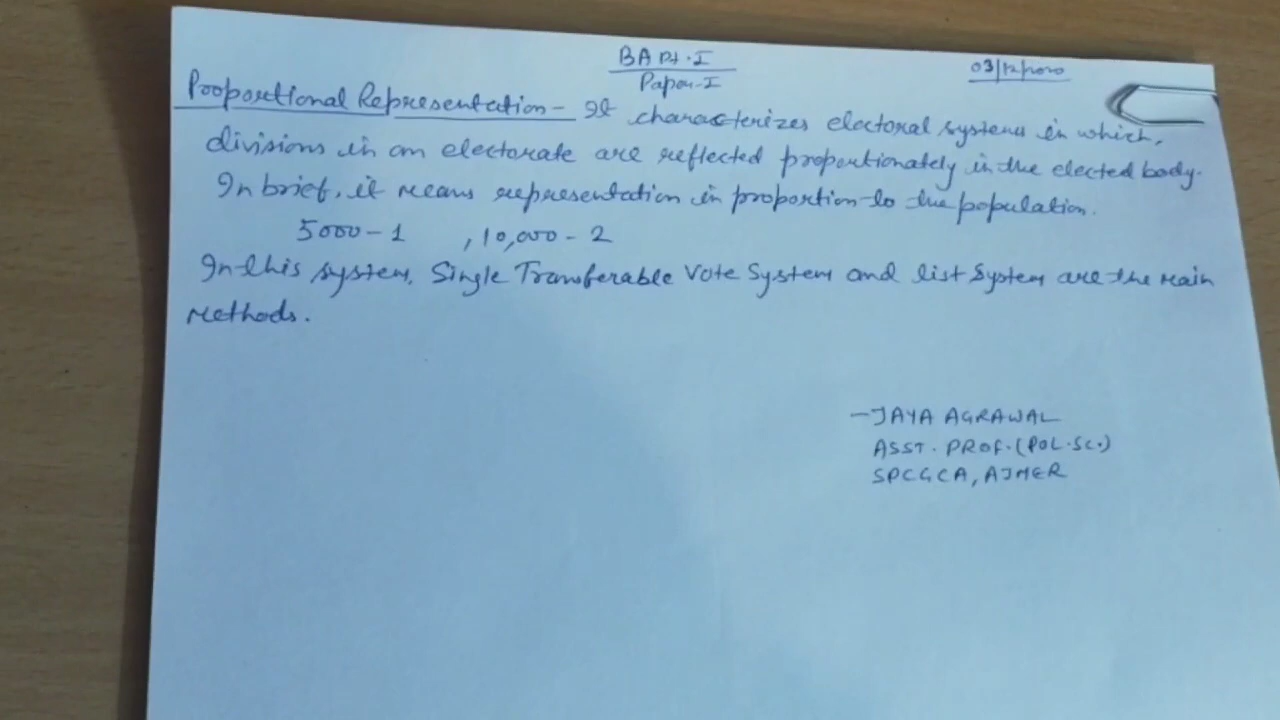 BA Pt. I
Paper-I
03/12/2020
Proportional Representation - It characterizes electoral systems in which,
divisions in an electorate are reflected proportionately in the elected body.
In brief, it means representation in proportion to the population.
5000-1 , 10,000-2
In this system, Single Transferable Vote System and list System are the main
methods.
- JAYA AGRAWAL
ASST. PROF. (POL.SC.)
SPCGCA, AJMER